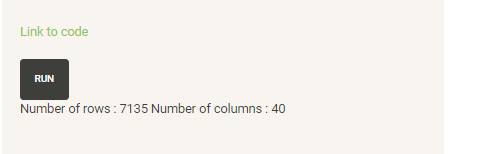 Link to code
RUN
Number of rows : 7135 Number of columns : 40